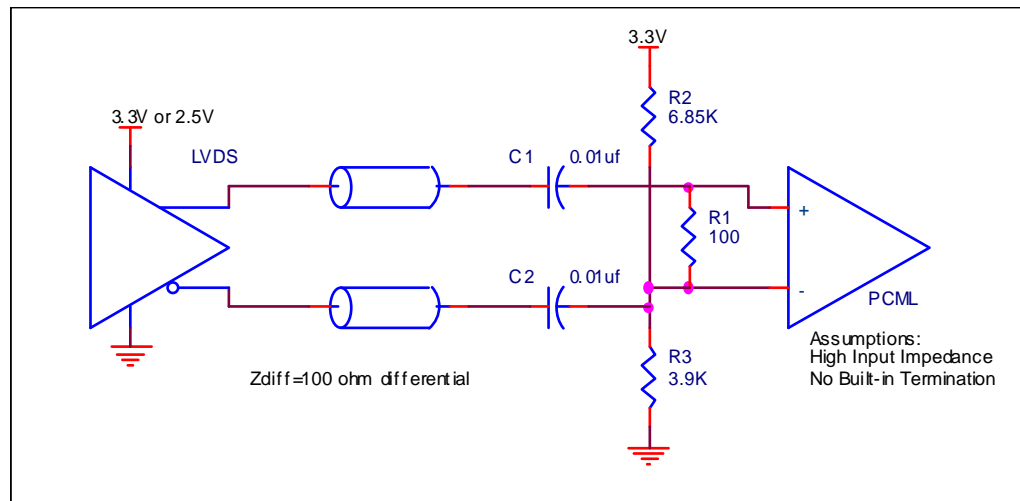 3.3V
R2
6.85K
3.3V or 2.5V
LVDS
C1
0.01uf
+
R1
100
C2
0.01uf
-
PCML
Assumptions:
High Input Impedance
No Built-in Termination
R3
3.9K
Zdiff=100 ohm differential